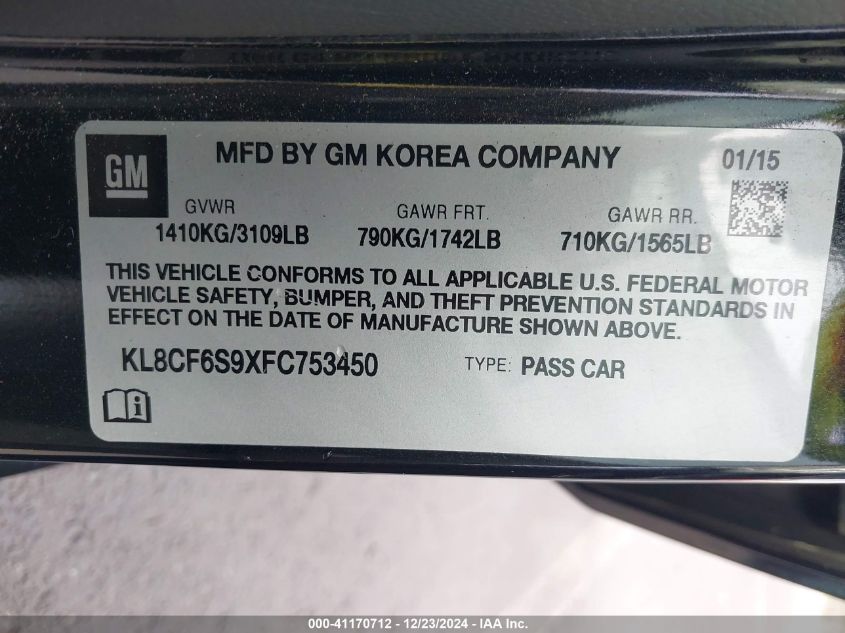 GM
MFD BY GM KOREA COMPANY 01/15
GVWR GAWR FRT. GAWR RR.
1410KG/3109LB 790KG/1742LB 710KG/1565LB
THIS VEHICLE CONFORMS TO ALL APPLICABLE U.S. FEDERAL MOTOR
VEHICLE SAFETY, BUMPER, AND THEFT PREVENTION STANDARDS IN
EFFECT ON THE DATE OF MANUFACTURE SHOWN ABOVE.
KL8CF6S9XFC753450 TYPE: PASS CAR
i
000-41170712 - 12/23/2024 - IAA Inc.